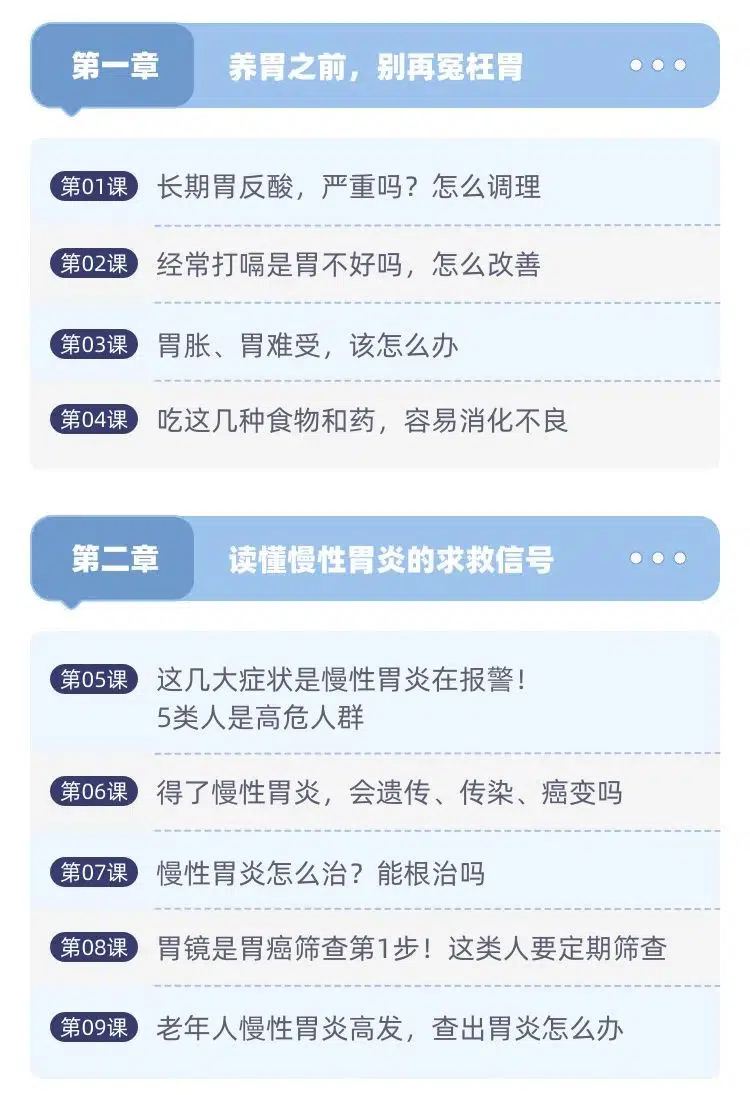 第一章 养胃之前，别再冤枉胃
第01课 长期胃反酸，严重吗？怎么调理
第02课 经常打嗝是胃不好吗，怎么改善
第03课 胃胀、胃难受，该怎么办
第04课 吃这几种食物和药，容易消化不良
第二章 读懂慢性胃炎的求救信号
第05课 这几大症状是慢性胃炎在报警！
5类人是高危人群
第06课 得了慢性胃炎，会遗传、传染、癌变吗
第07课 慢性胃炎怎么治？能根治吗
第08课 胃镜是胃癌筛查第1步！这类人要定期筛查
第09课 老年人慢性胃炎高发，查出胃炎怎么办